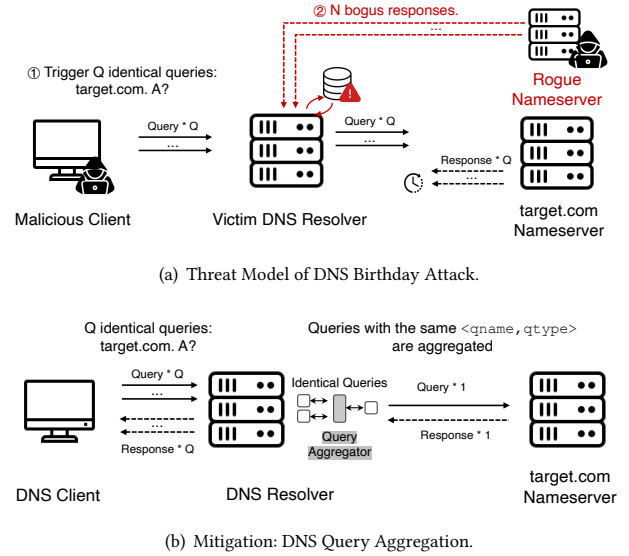 ② N bogus responses.
...
① Trigger Q identical queries:
target.com. A?
Rogue
Nameserver
Query * Q
...
Query * Q
...
Response * Q
...
Malicious Client
Victim DNS Resolver
target.com
Nameserver
(a) Threat Model of DNS Birthday Attack.
Q identical queries:
target.com. A?
Queries with the same <qname,qtype>
are aggregated
Query * Q
...
...
Response * Q
Identical Queries
Query
Aggregator
Query * 1
Response * 1
DNS Client
DNS Resolver
target.com
Nameserver
(b) Mitigation: DNS Query Aggregation.